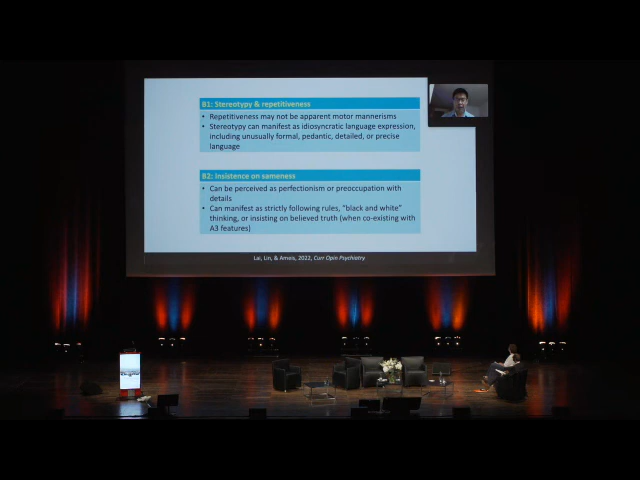 B1: Stereotypy & repetitiveness
• Repetitiveness may not be apparent motor mannerisms
• Stereotypy can manifest as idiosyncratic language expression,
including unusually formal, pedantic, detailed, or precise
language
B2: Insistence on sameness
• Can be perceived as perfectionism or preoccupation with
details
• Can manifest as strictly following rules, “black and white”
thinking, or insisting on believed truth (when co-existing with
A3 features)
Lai, Lin, & Ameis, 2022, Curr Opin Psychiatry